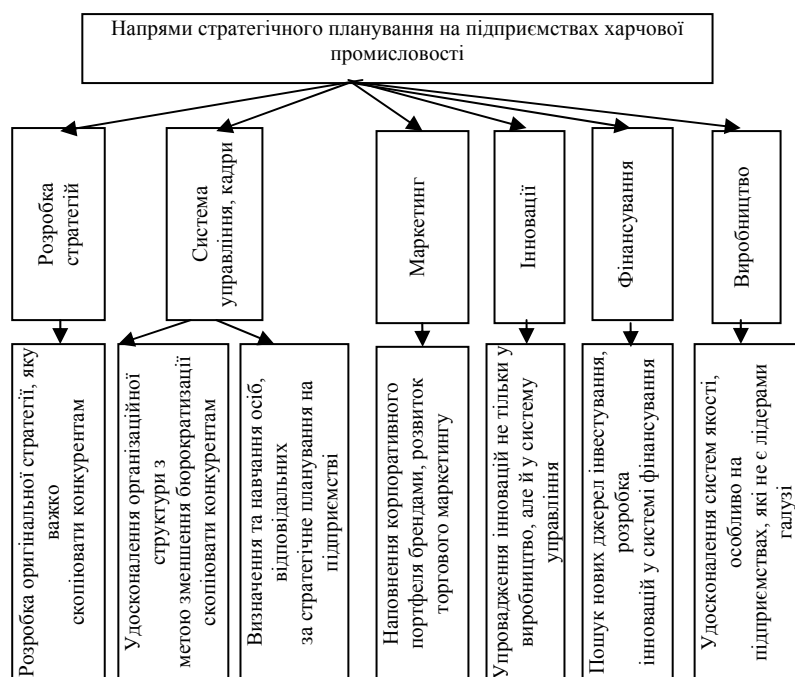 Напрями стратегічного планування на підприємствах харчової
промисловості
Розробка
стратегій
Система
управління, кадри
Маркетинг
Інновації
Фінансування
Виробництво
Розробка оригінальної стратегії, яку
важко
скопіювати конкурентам
Удосконалення організаційної
структури з
метою зменшення бюрократизації
скопіювати конкурентам
Визначення та навчання осіб,
відповідальних
за стратегічне планування на
підприємстві
Наповнення корпоративного
портфеля брендами, розвиток
торгового маркетингу
Упровадження інновацій не тільки у
виробництво, але й у систему
управління
Пошук нових джерел інвестування,
розробка
інновацій у системі фінансування
Удосконалення систем якості,
особливо на
підприємствах, які не є лідерами
галузі